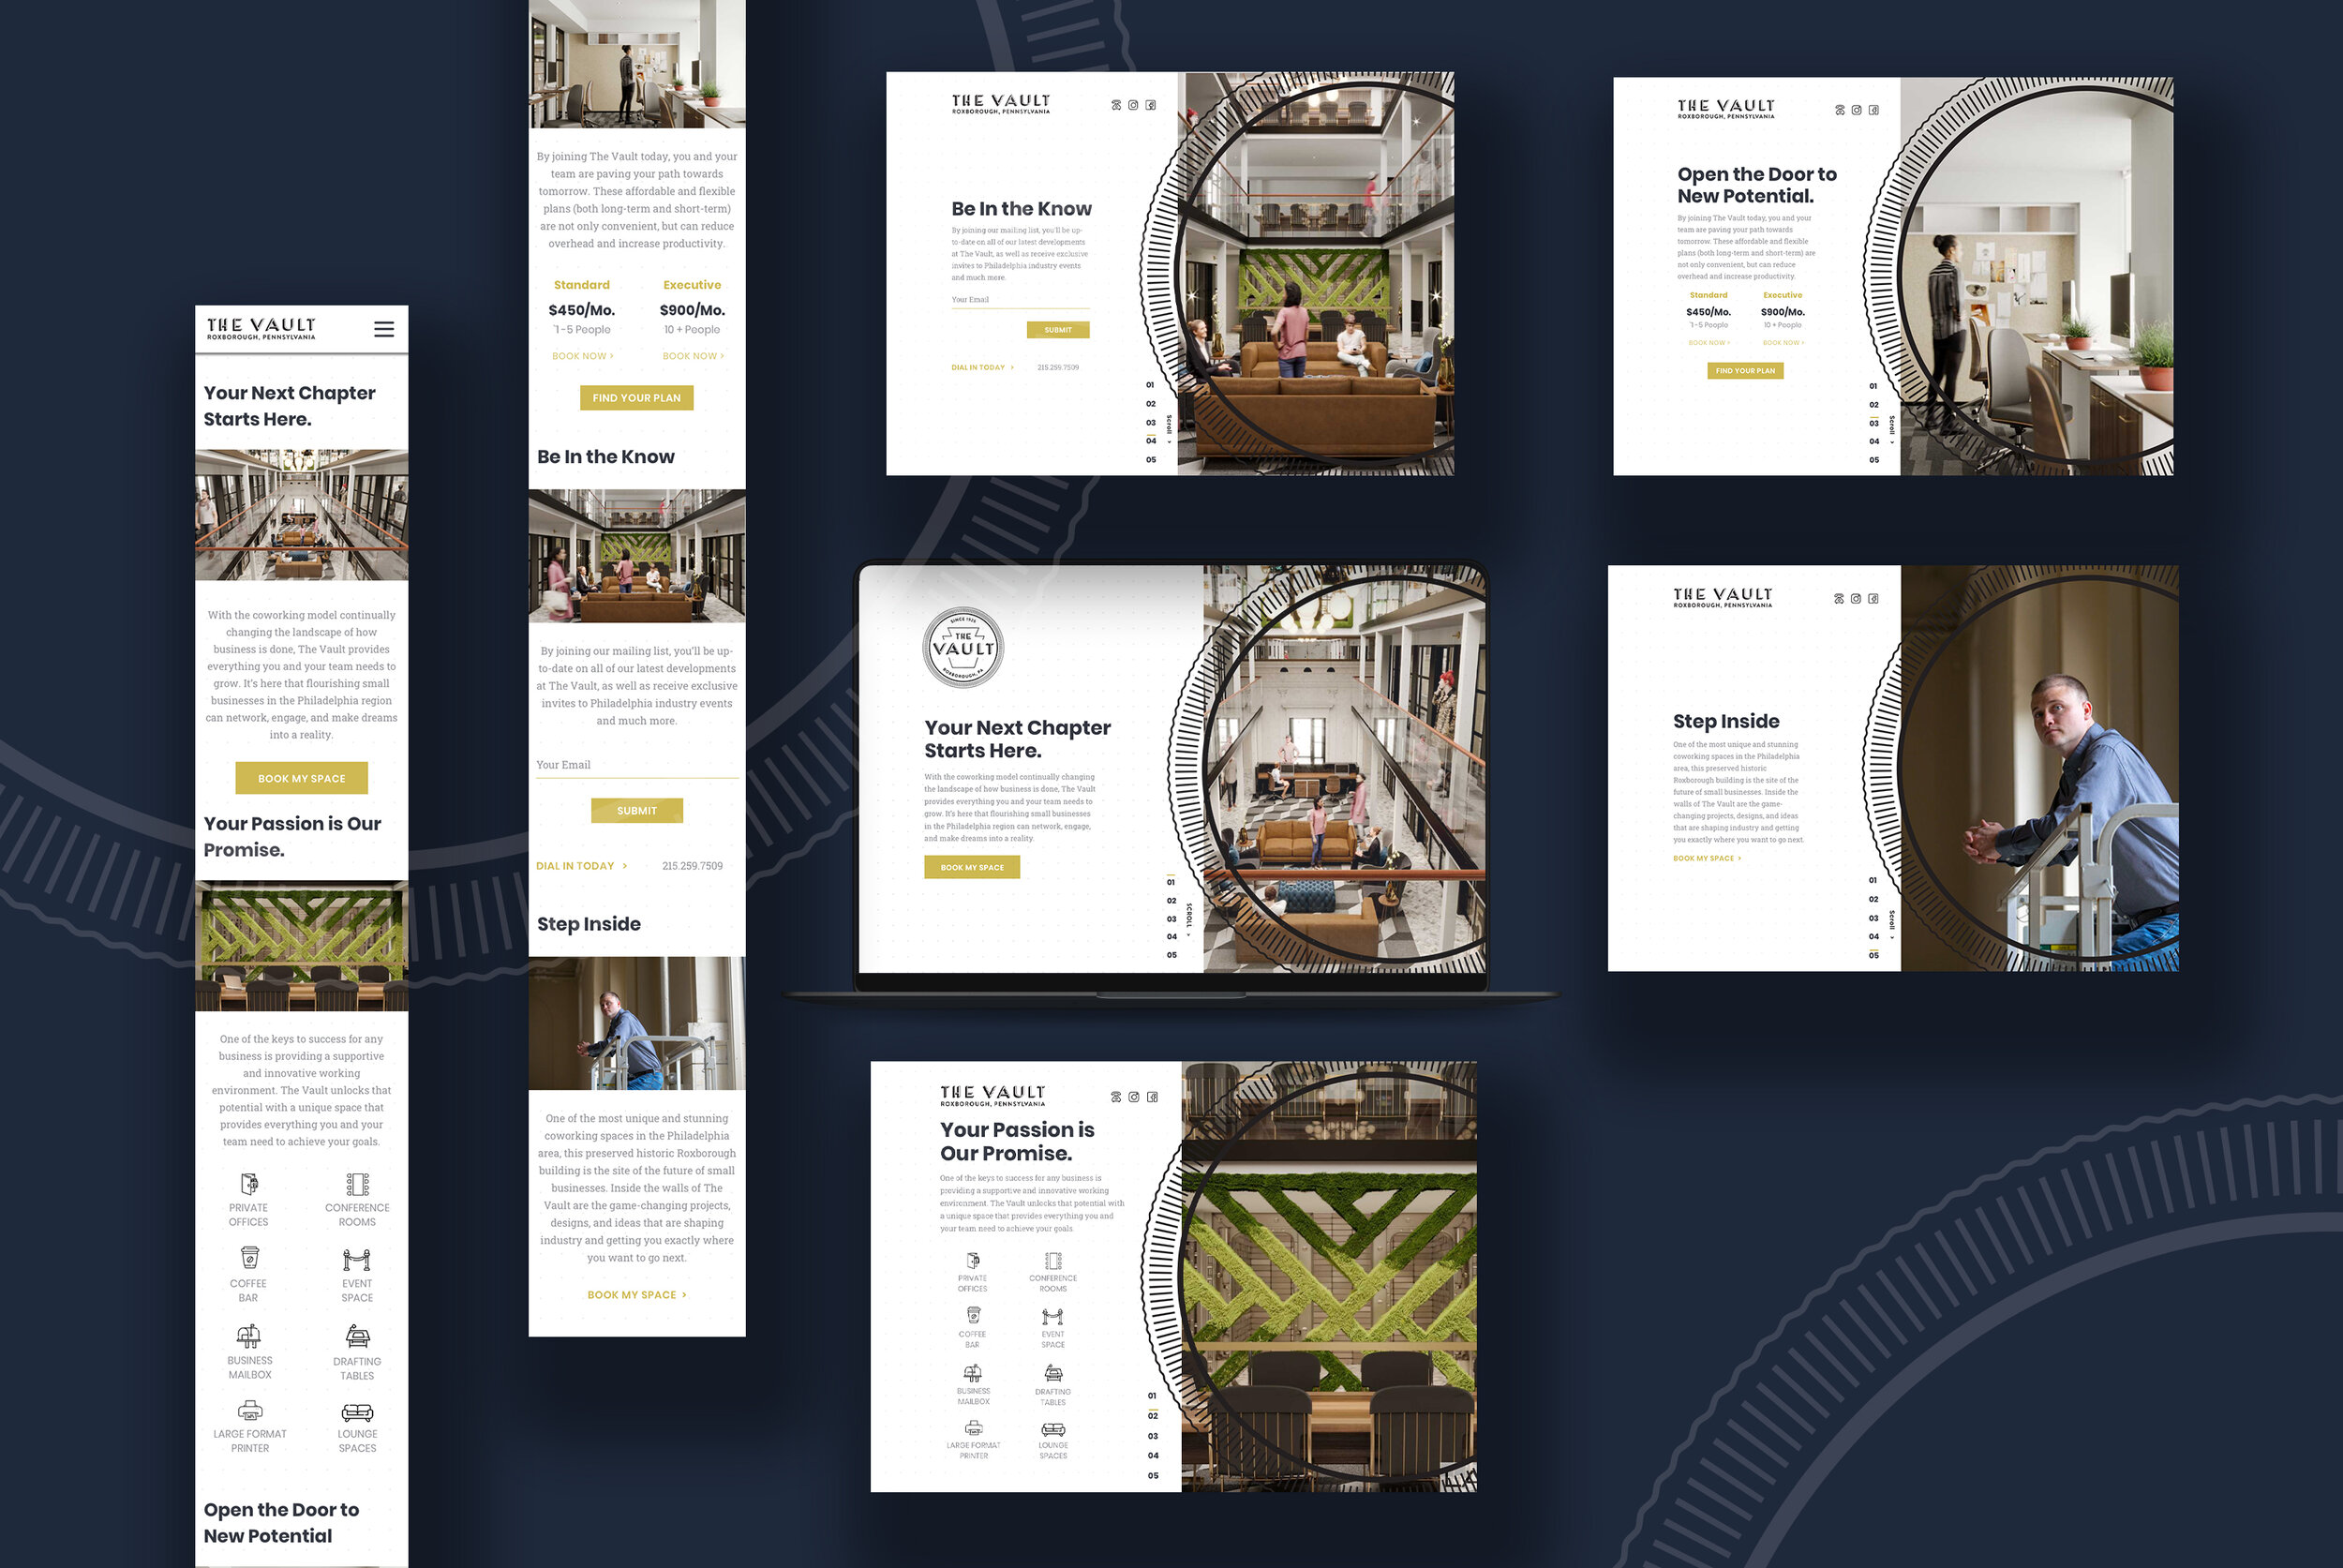 THE VAULT
ROXBOROUGH, PENNSYLVANIA
Your Next Chapter
Starts Here.
With the coworking model continually
changing the landscape of how
business is done, The Vault provides
everything you and your team needs to
grow. It's here that flourishing small
businesses in the Philadelphia region
can network, engage, and make dreams
into a reality.
BOOK MY SPACE
Your Passion is Our
Promise.
One of the keys to success for any
business is providing a supportive
and innovative working
environment. The Vault unlocks that
potential with a unique space that
provides everything you and your
team need to achieve your goals.
PRIVATE
OFFICES
CONFERENCE
ROOMS
COFFEE
BAR
EVENT
SPACE
BUSINESS
MAILBOX
DRAFTING
TABLES
LARGE FORMAT
PRINTER
LOUNGE
SPACES
Open the Door to
New Potential
By joining The Vault today, you and your
team are paving your path towards
tomorrow. These affordable and flexible
plans (both long-term and short-term)
are not only convenient, but can reduce
overhead and increase productivity.
Standard
$450/Mo.
1-5 People
BOOK NOW >
Executive
$900/Mo.
10 + People
BOOK NOW >
FIND YOUR PLAN
Be In the Know
By joining our mailing list, you'll be up-
to-date on all of our latest developments
at The Vault, as well as receive exclusive
invites to Philadelphia industry events
and much more.
Your Email
SUBMIT
DIAL IN TODAY > 215.259.7509
Step Inside
One of the most unique and stunning
coworking spaces in the Philadelphia
area, this preserved historic Roxborough
building is the site of the future of small
businesses. Inside the walls of The
Vault are the game-changing projects,
designs, and ideas that are shaping
industry and getting you exactly where
you want to go next.
BOOK MY SPACE >
THE VAULT
ROXBOROUGH, PENNSYLVANIA
Be In the Know
By joining our mailing list, you'll be up-
to-date on all of our latest developments
at The Vault, as well as receive exclusive
invites to Philadelphia industry events
and much more.
Your Email
SUBMIT
DIAL IN TODAY > 215.259.7509
01
02
03
04
05
Scroll >
THE VAULT
ROXBOROUGH, PENNSYLVANIA
Open the Door to
New Potential.
By joining The Vault today, you and your
team are paving your path towards
tomorrow. These affordable and flexible
plans (both long-term and short-term) are
not only convenient, but can reduce
overhead and increase productivity.
Standard
$450/Mo.
1-5 People
BOOK NOW >
Executive
$900/Mo.
10 + People
BOOK NOW >
FIND YOUR PLAN
01
02
03
04
05
Scroll >
SINCE 1925
THE
VAULT
ROXBOROUGH, PA
Your Next Chapter
Starts Here.
With the coworking model continually changing
the landscape of how business is done, The Vault
provides everything you and your team needs to
grow. It's here that flourishing small businesses
in the Philadelphia region can network, engage,
and make dreams into a reality.
BOOK MY SPACE
01
02
03
04
05
SCROLL >
THE VAULT
ROXBOROUGH, PENNSYLVANIA
Step Inside
One of the most unique and stunning
coworking spaces in the Philadelphia
area, this preserved historic
Roxborough building is the site of the
future of small businesses. Inside the
walls of The Vault are the game-
changing projects, designs, and ideas
that are shaping industry and getting
you exactly where you want to go next.
BOOK MY SPACE >
01
02
03
04
05
Scroll >
THE VAULT
ROXBOROUGH, PENNSYLVANIA
Your Passion is
Our Promise.
One of the keys to success for any business is
providing a supportive and innovative working
environment. The Vault unlocks that potential with
a unique space that provides everything you and
your team need to achieve your goals.
PRIVATE
OFFICES
CONFERENCE
ROOMS
COFFEE
BAR
EVENT
SPACE
BUSINESS
MAILBOX
DRAFTING
TABLES
LARGE FORMAT
PRINTER
LOUNGE
SPACES
01
02
03
04
05